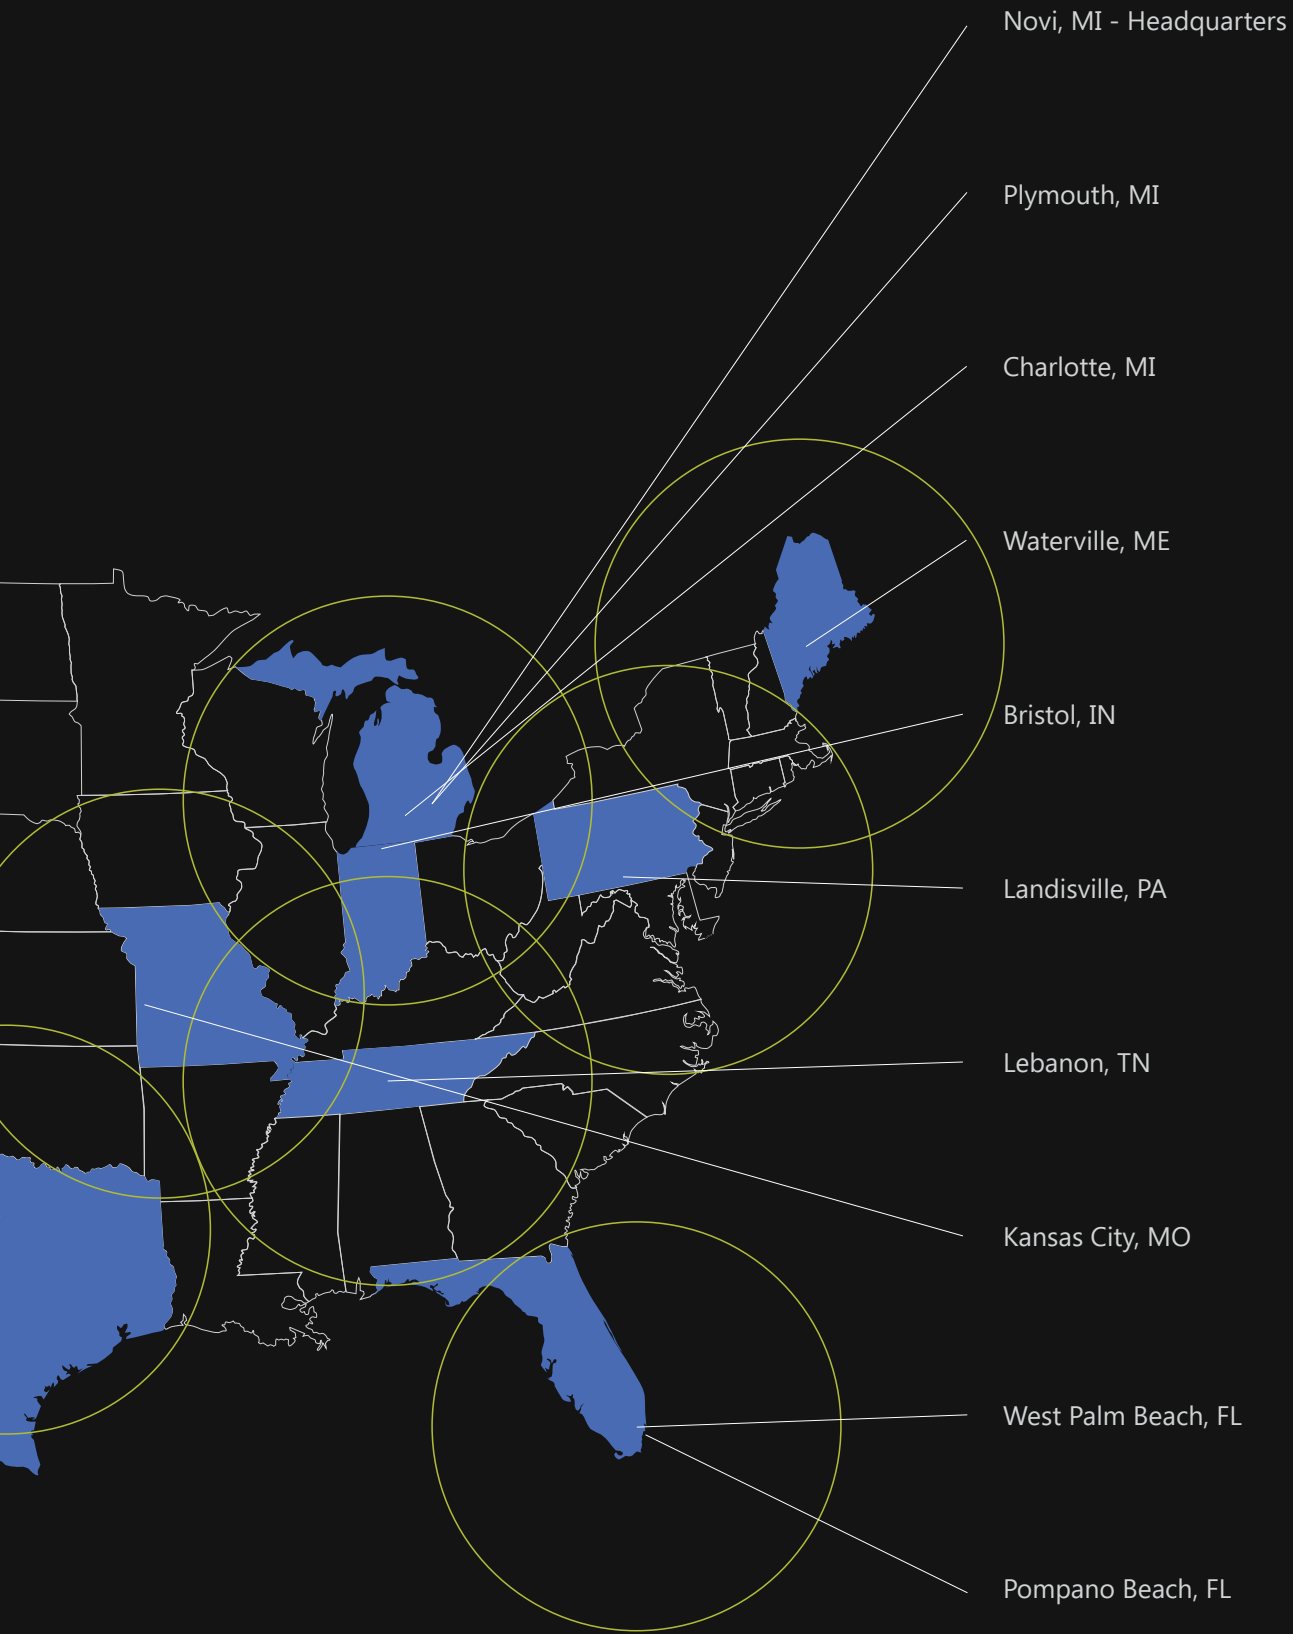 Novi, MI - Headquarters
Plymouth, MI
Charlotte, MI
Waterville, ME
Bristol, IN
Landisville, PA
Lebanon, TN
Kansas City, MO
West Palm Beach, FL
Pompano Beach, FL